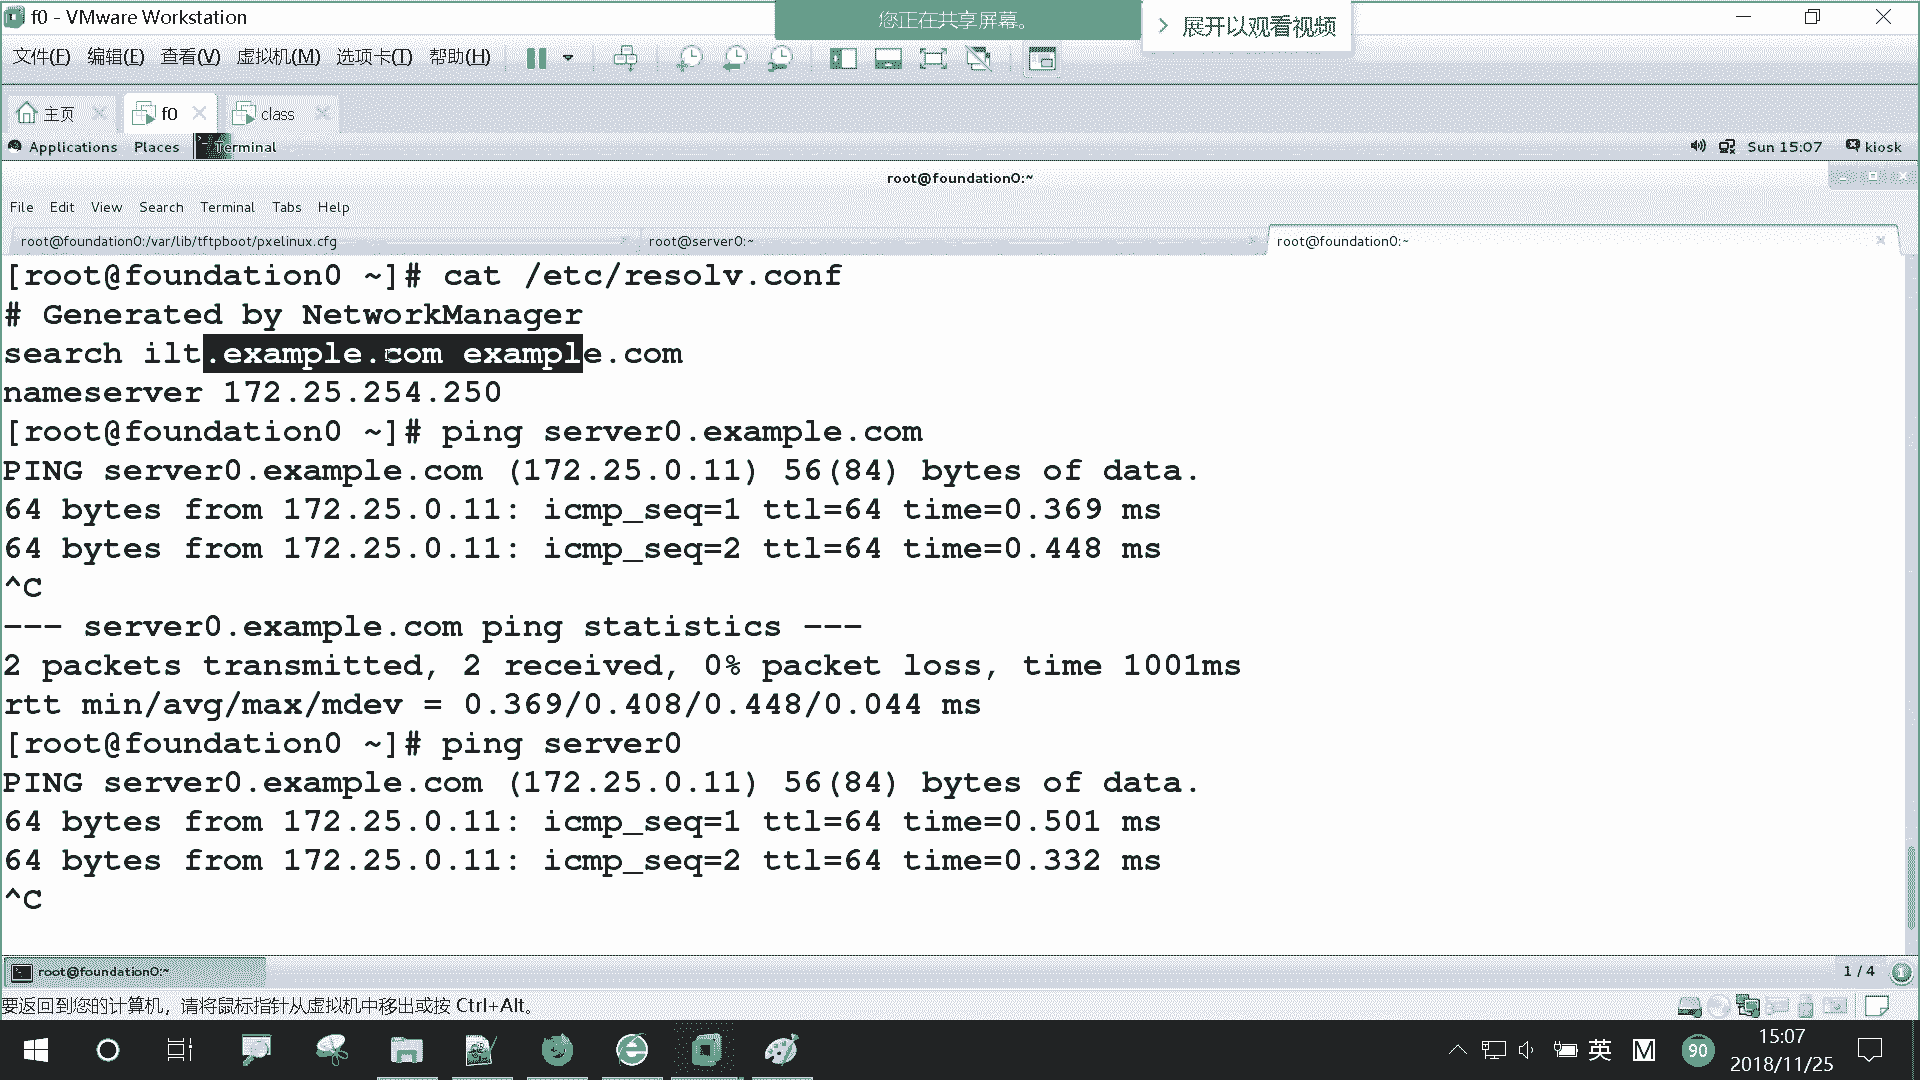 f0 - VMware Workstation
您正在共享屏幕。
展开以观看视频
文件(F) 编辑(E) 查看(V) 虚拟机(M) 选项卡(T) 帮助(H)
主页 f0 class
Applications Places Terminal Sun 15:07 kiosk
root@foundation0:~
File Edit View Search Terminal Tabs Help
root@foundation0:/var/lib/tftpboot/pxelinux.cfg root@server0:~ root@foundation0:~
[root@foundation0 ~]# cat /etc/resolv.conf
# Generated by NetworkManager
search ilt.example.com example.com
nameserver 172.25.254.250
[root@foundation0 ~]# ping server0.example.com
PING server0.example.com (172.25.0.11) 56(84) bytes of data.
64 bytes from 172.25.0.11: icmp_seq=1 ttl=64 time=0.369 ms
64 bytes from 172.25.0.11: icmp_seq=2 ttl=64 time=0.448 ms
^C
--- server0.example.com ping statistics ---
2 packets transmitted, 2 received, 0% packet loss, time 1001ms
rtt min/avg/max/mdev = 0.369/0.408/0.448/0.044 ms
[root@foundation0 ~]# ping server0
PING server0.example.com (172.25.0.11) 56(84) bytes of data.
64 bytes from 172.25.0.11: icmp_seq=1 ttl=64 time=0.501 ms
64 bytes from 172.25.0.11: icmp_seq=2 ttl=64 time=0.332 ms
^C
root@foundation0:~ 1 / 4
要返回到您的计算机，请将鼠标指针从虚拟机中移出或按 Ctrl+Alt。
英 M 90 15:07
2018/11/25